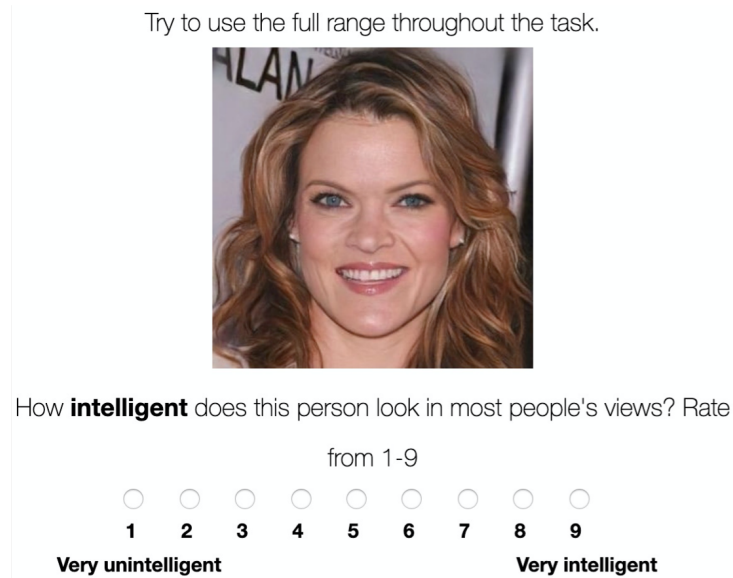 Try to use the full range throughout the task.
ALAN
How intelligent does this person look in most people's views? Rate
from 1-9
1 2 3 4 5 6 7 8 9
Very unintelligent Very intelligent